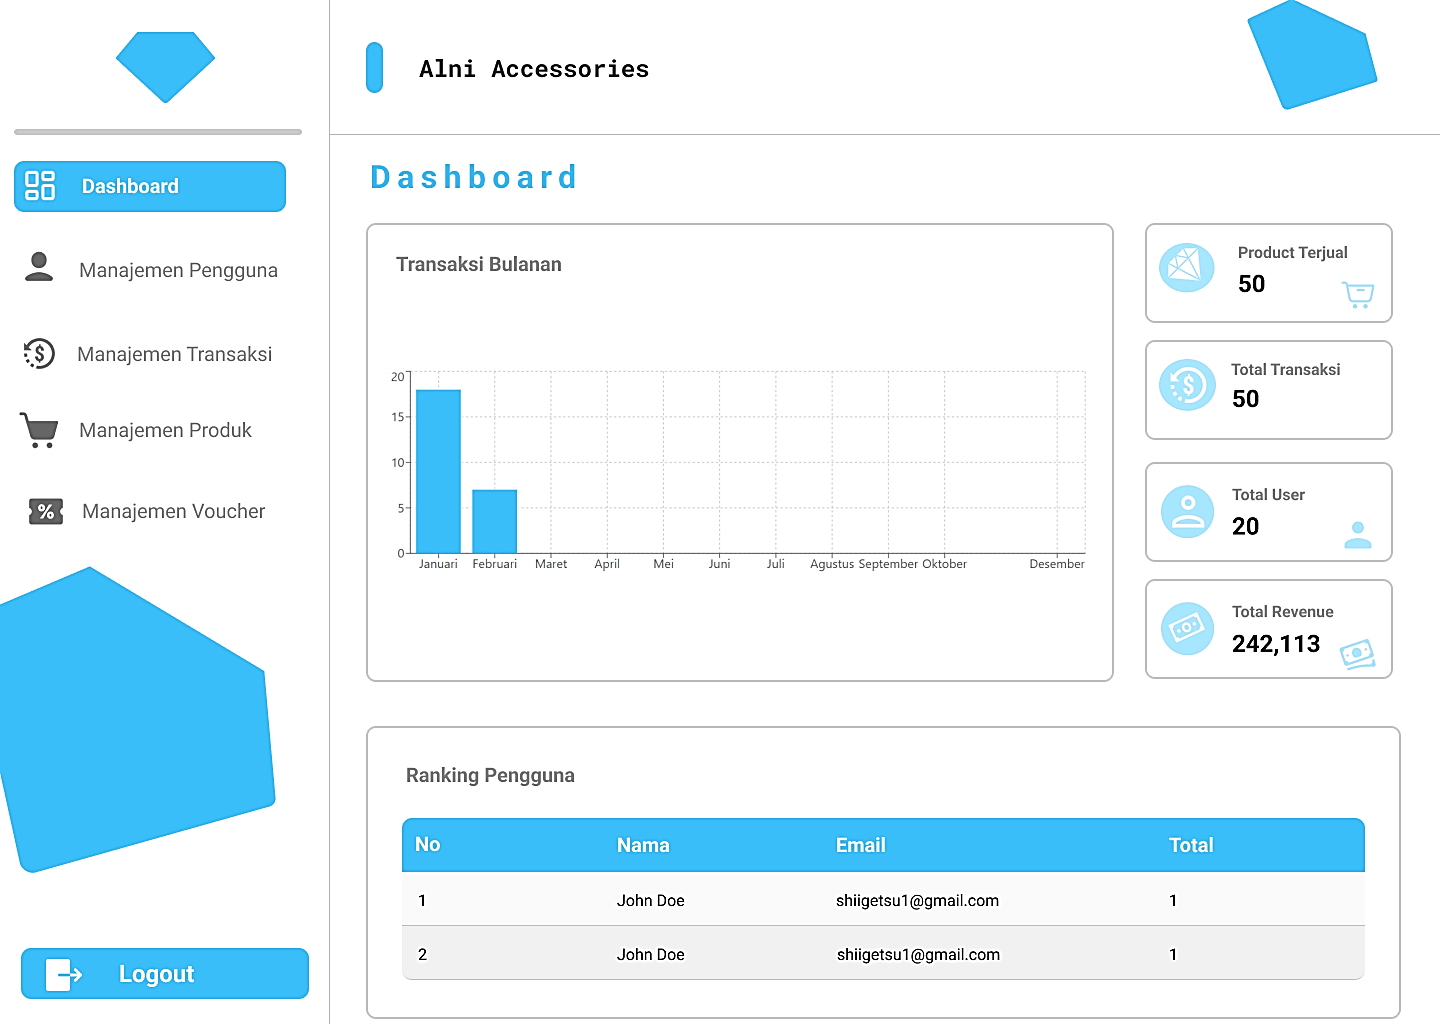 Alni Accessories
Dashboard
Manajemen Pengguna
Manajemen Transaksi
Manajemen Produk
%
Manajemen Voucher
Logout
Dashboard
Transaksi Bulanan
20
15
10
5
0
Januari Februari Maret April Mei Juni Juli Agustus September Oktober Desember
Product Terjual
50
$
Total Transaksi
50
Total User
20
Total Revenue
242,113
Ranking Pengguna
No Nama Email Total
1 John Doe shiigetsu1@gmail.com 1
2 John Doe shiigetsu1@gmail.com 1